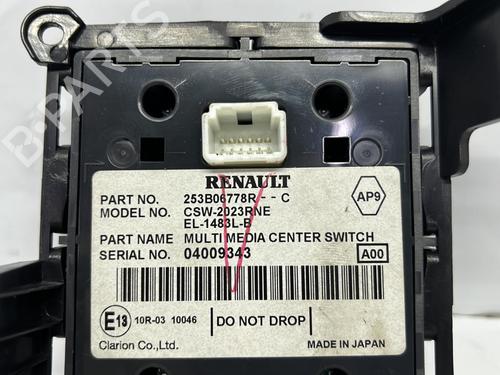 B-PARTS
RENAULT
PART NO. 253B06778R-- C
AP9
MODEL NO. CSW-2023RNE
EL-1483L-B
PART NAME MULTI MEDIA CENTER SWITCH
SERIAL NO. 04009343 A00
E13 10R-03 10046 DO NOT DROP
Clarion Co.,Ltd. MADE IN JAPAN